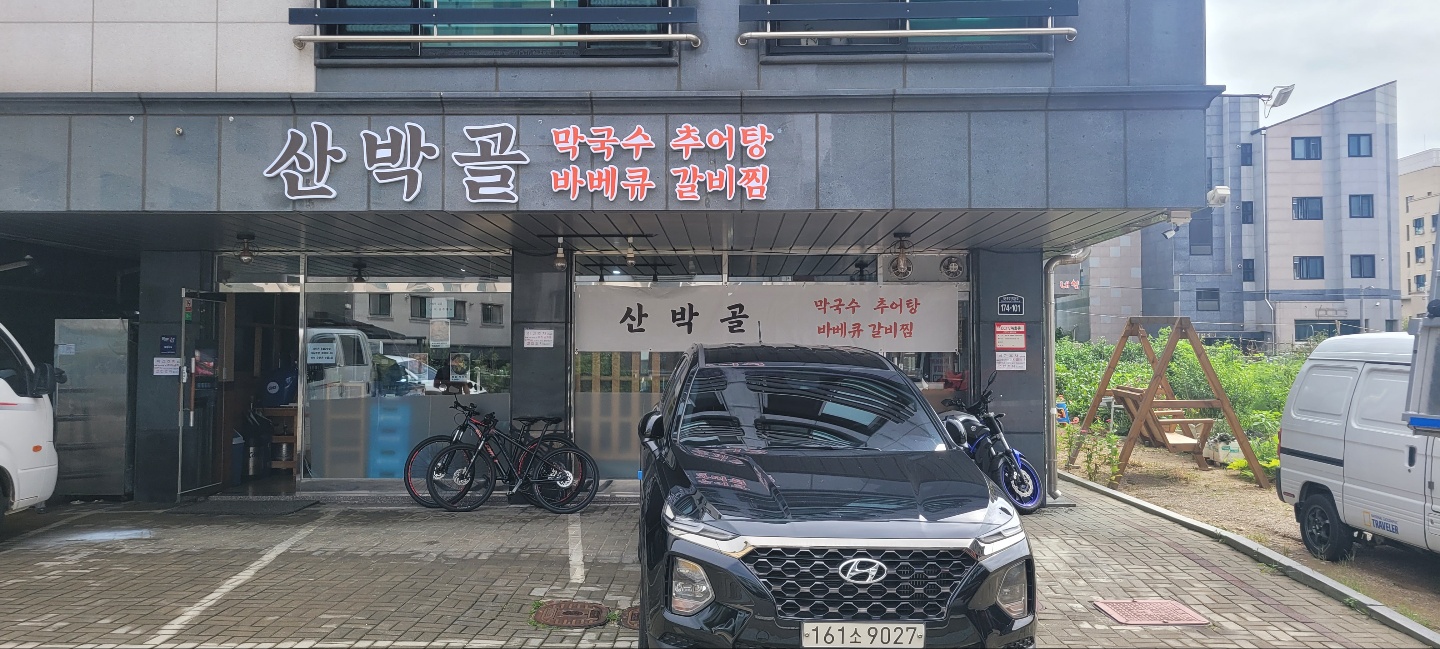 산박골
막국수 추어탕
바베큐 갈비찜
산박골
막국수 추어탕
바베큐 갈비찜
174-101
TRAVELER
161소 9027